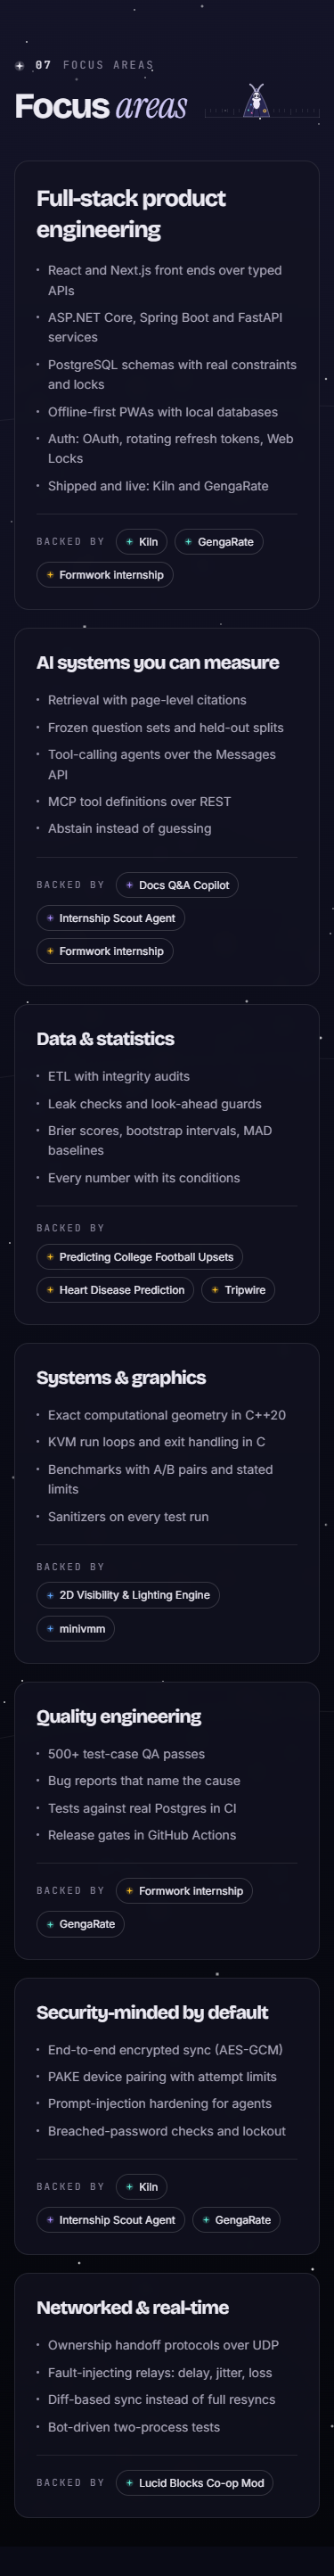 07 FOCUS AREAS
Focus areas
Full-stack product
engineering
• React and Next.js front ends over typed
APIs
• ASP.NET Core, Spring Boot and FastAPI
services
• PostgreSQL schemas with real constraints
and locks
• Offline-first PWAs with local databases
• Auth: OAuth, rotating refresh tokens, Web
Locks
• Shipped and live: Kiln and GengaRate
BACKED BY Kiln GengaRate
Formwork internship
AI systems you can measure
• Retrieval with page-level citations
• Frozen question sets and held-out splits
• Tool-calling agents over the Messages
API
• MCP tool definitions over REST
• Abstain instead of guessing
BACKED BY Docs Q&A Copilot
Internship Scout Agent
Formwork internship
Data & statistics
• ETL with integrity audits
• Leak checks and look-ahead guards
• Brier scores, bootstrap intervals, MAD
baselines
• Every number with its conditions
BACKED BY
Predicting College Football Upsets
Heart Disease Prediction Tripwire
Systems & graphics
• Exact computational geometry in C++20
• KVM run loops and exit handling in C
• Benchmarks with A/B pairs and stated
limits
• Sanitizers on every test run
BACKED BY
2D Visibility & Lighting Engine
minivmm
Quality engineering
• 500+ test-case QA passes
• Bug reports that name the cause
• Tests against real Postgres in CI
• Release gates in GitHub Actions
BACKED BY Formwork internship
GengaRate
Security-minded by default
• End-to-end encrypted sync (AES-GCM)
• PAKE device pairing with attempt limits
• Prompt-injection hardening for agents
• Breached-password checks and lockout
BACKED BY Kiln
Internship Scout Agent GengaRate
Networked & real-time
• Ownership handoff protocols over UDP
• Fault-injecting relays: delay, jitter, loss
• Diff-based sync instead of full resyncs
• Bot-driven two-process tests
BACKED BY Lucid Blocks Co-op Mod